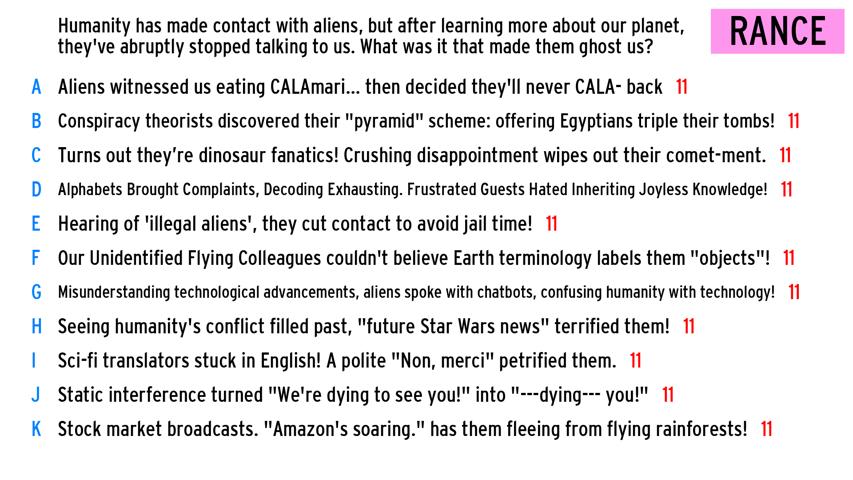 Humanity has made contact with aliens, but after learning more about our planet,
they've abruptly stopped talking to us. What was it that made them ghost us?
RANCE
A Aliens witnessed us eating CALAmari... then decided they'll never CALA- back 11
B Conspiracy theorists discovered their "pyramid" scheme: offering Egyptians triple their tombs! 11
C Turns out they’re dinosaur fanatics! Crushing disappointment wipes out their comet-ment. 11
D Alphabets Brought Complaints, Decoding Exhausting. Frustrated Guests Hated Inheriting Joyless Knowledge! 11
E Hearing of 'illegal aliens', they cut contact to avoid jail time! 11
F Our Unidentified Flying Colleagues couldn't believe Earth terminology labels them "objects"! 11
G Misunderstanding technological advancements, aliens spoke with chatbots, confusing humanity with technology! 11
H Seeing humanity's conflict filled past, "future Star Wars news" terrified them! 11
I Sci-fi translators stuck in English! A polite "Non, merci" petrified them. 11
J Static interference turned "We're dying to see you!" into "---dying--- you!" 11
K Stock market broadcasts. "Amazon's soaring." has them fleeing from flying rainforests! 11